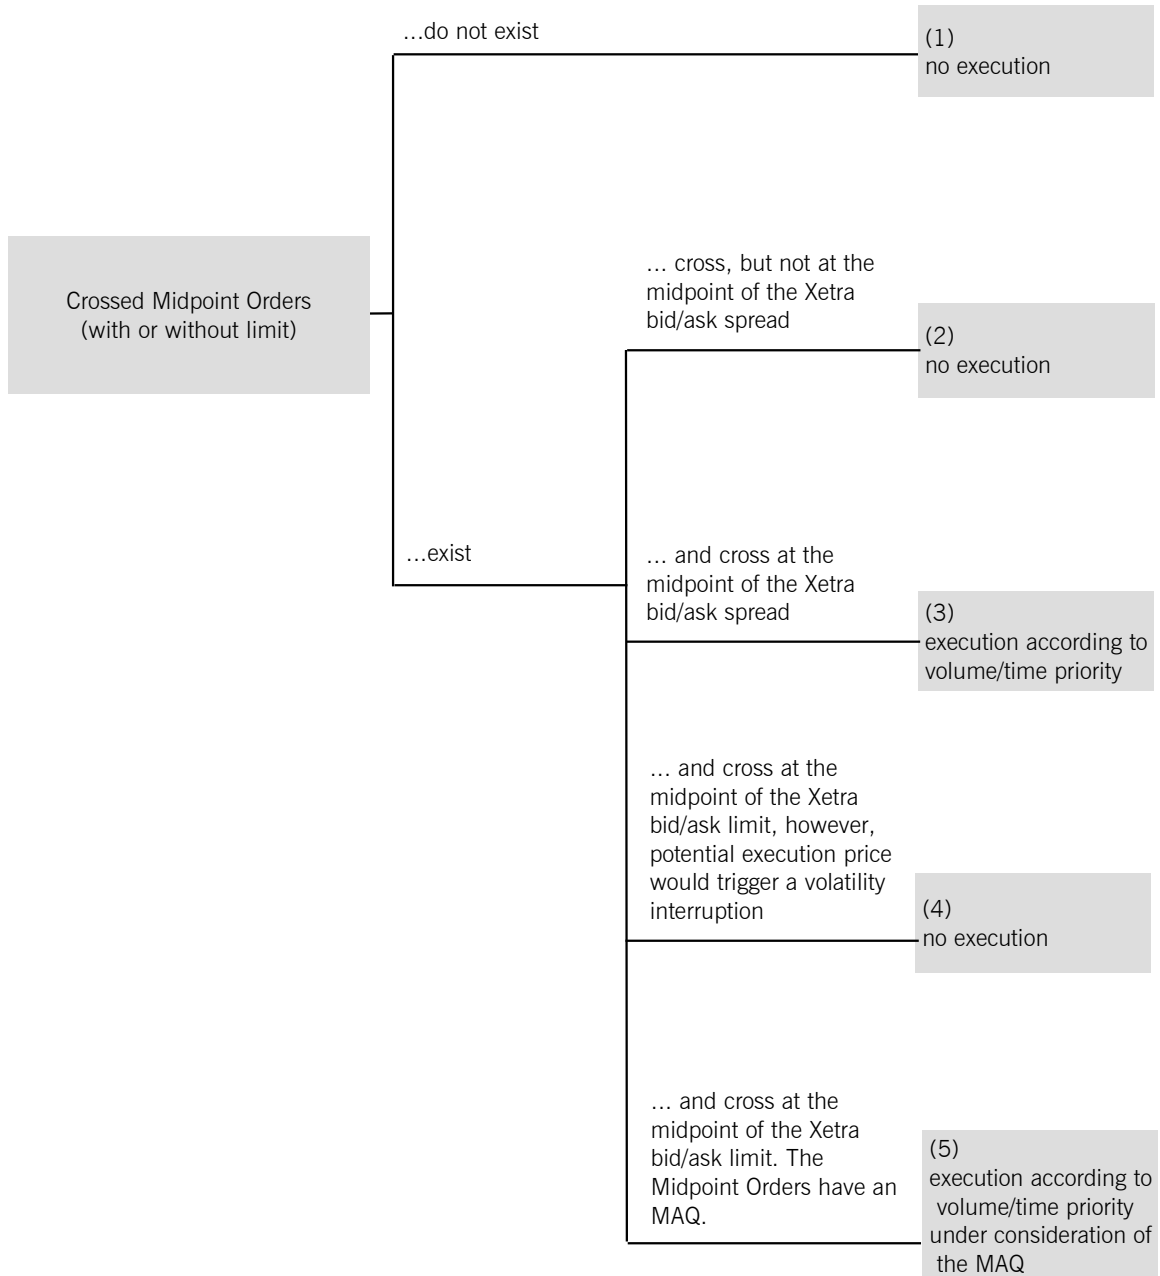 ...do not exist
(1)
no execution
Crossed Midpoint Orders
(with or without limit)
... cross, but not at the
midpoint of the Xetra
bid/ask spread
(2)
no execution
...exist
... and cross at the
midpoint of the Xetra
bid/ask spread
(3)
execution according to
volume/time priority
... and cross at the
midpoint of the Xetra
bid/ask limit, however,
potential execution price
would trigger a volatility
interruption
(4)
no execution
... and cross at the
midpoint of the Xetra
bid/ask limit. The
Midpoint Orders have an
MAQ.
(5)
execution according to
volume/time priority
under consideration of
the MAQ